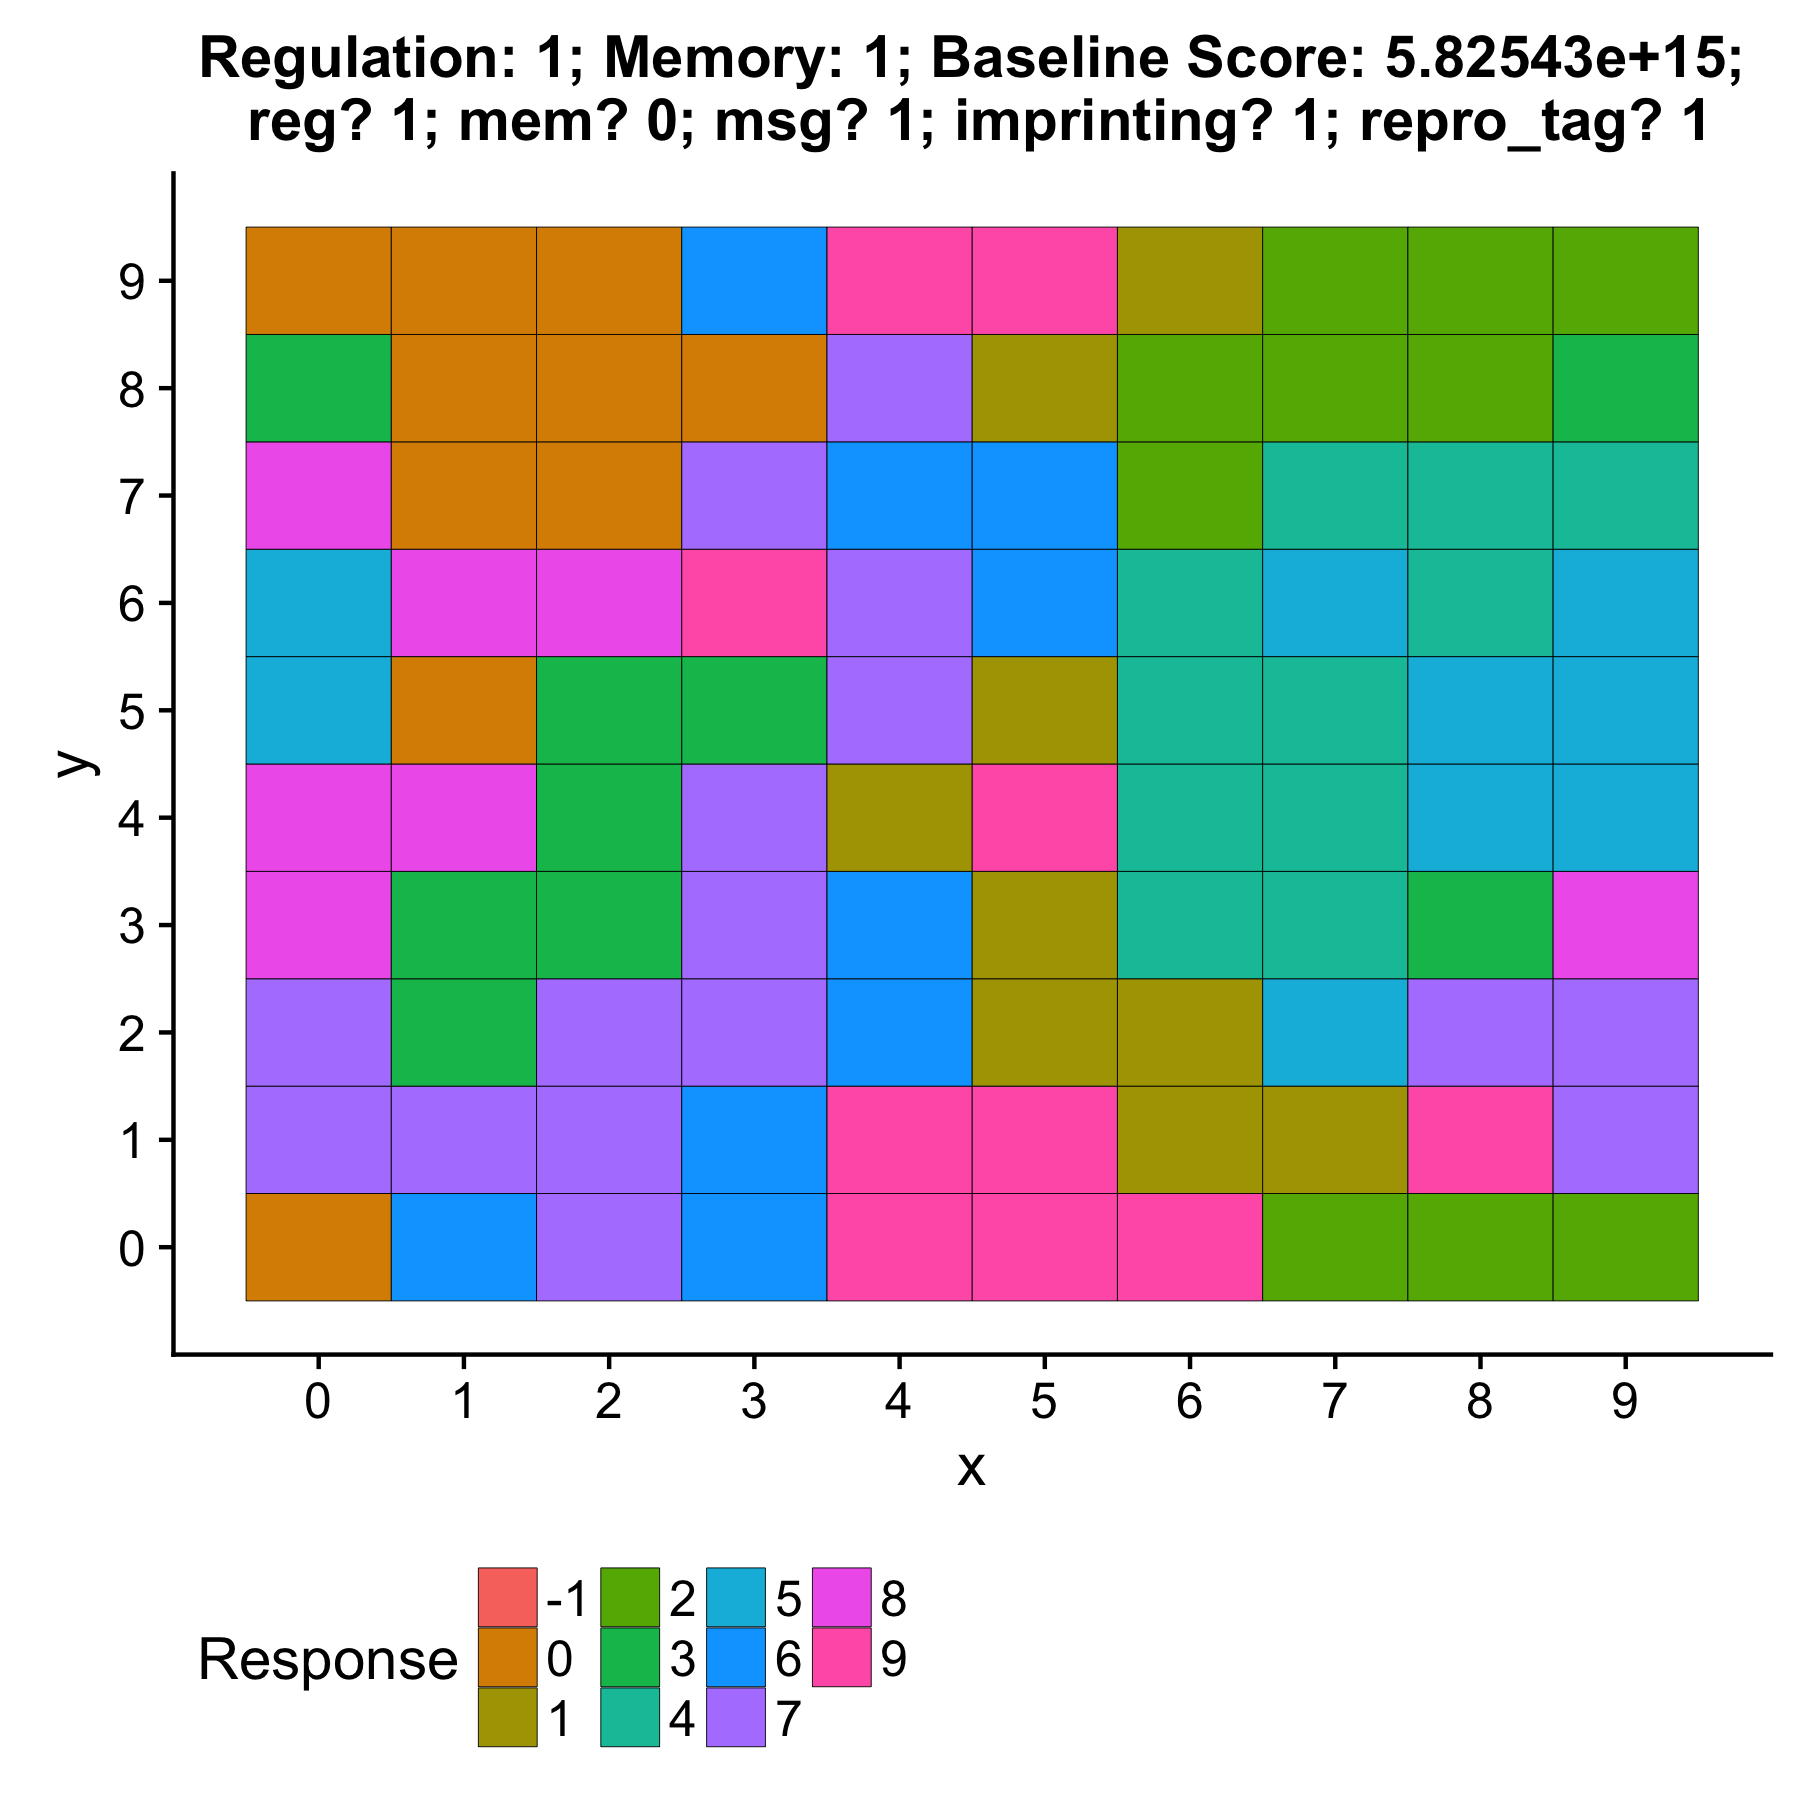 Regulation: 1; Memory: 1; Baseline Score: 5.82543e+15;
reg? 1; mem? 0; msg? 1; imprinting? 1; repro_tag? 1
9
8
7
6
5
4
3
2
1
0
y
0 1 2 3 4 5 6 7 8 9
x
Response
-1 2 5 8
0 3 6 9
1 4 7